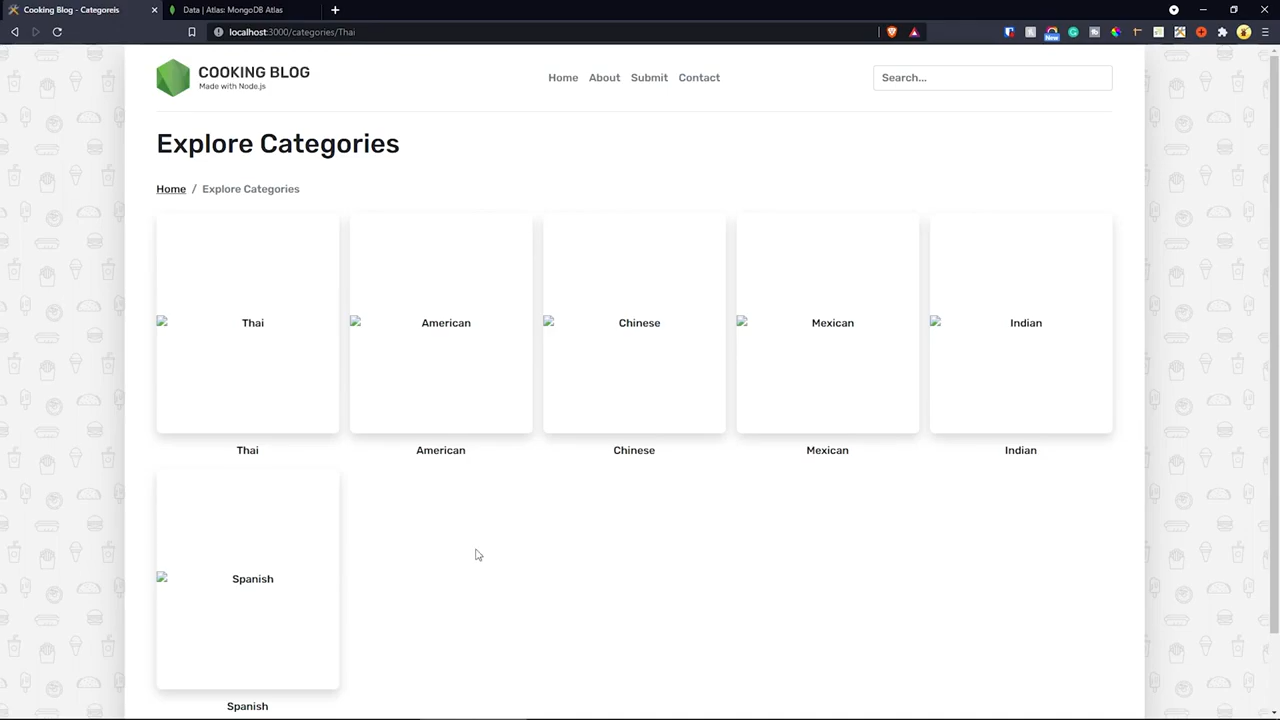 Cooking Blog - Categoreis
Data | Atlas: MongoDB Atlas
localhost:3000/categories/Thai
New
COOKING BLOG
Made with Node.js
Home About Submit Contact
Search...
Explore Categories
Home / Explore Categories
Thai American Chinese Mexican Indian
Thai American Chinese Mexican Indian
Spanish
Spanish